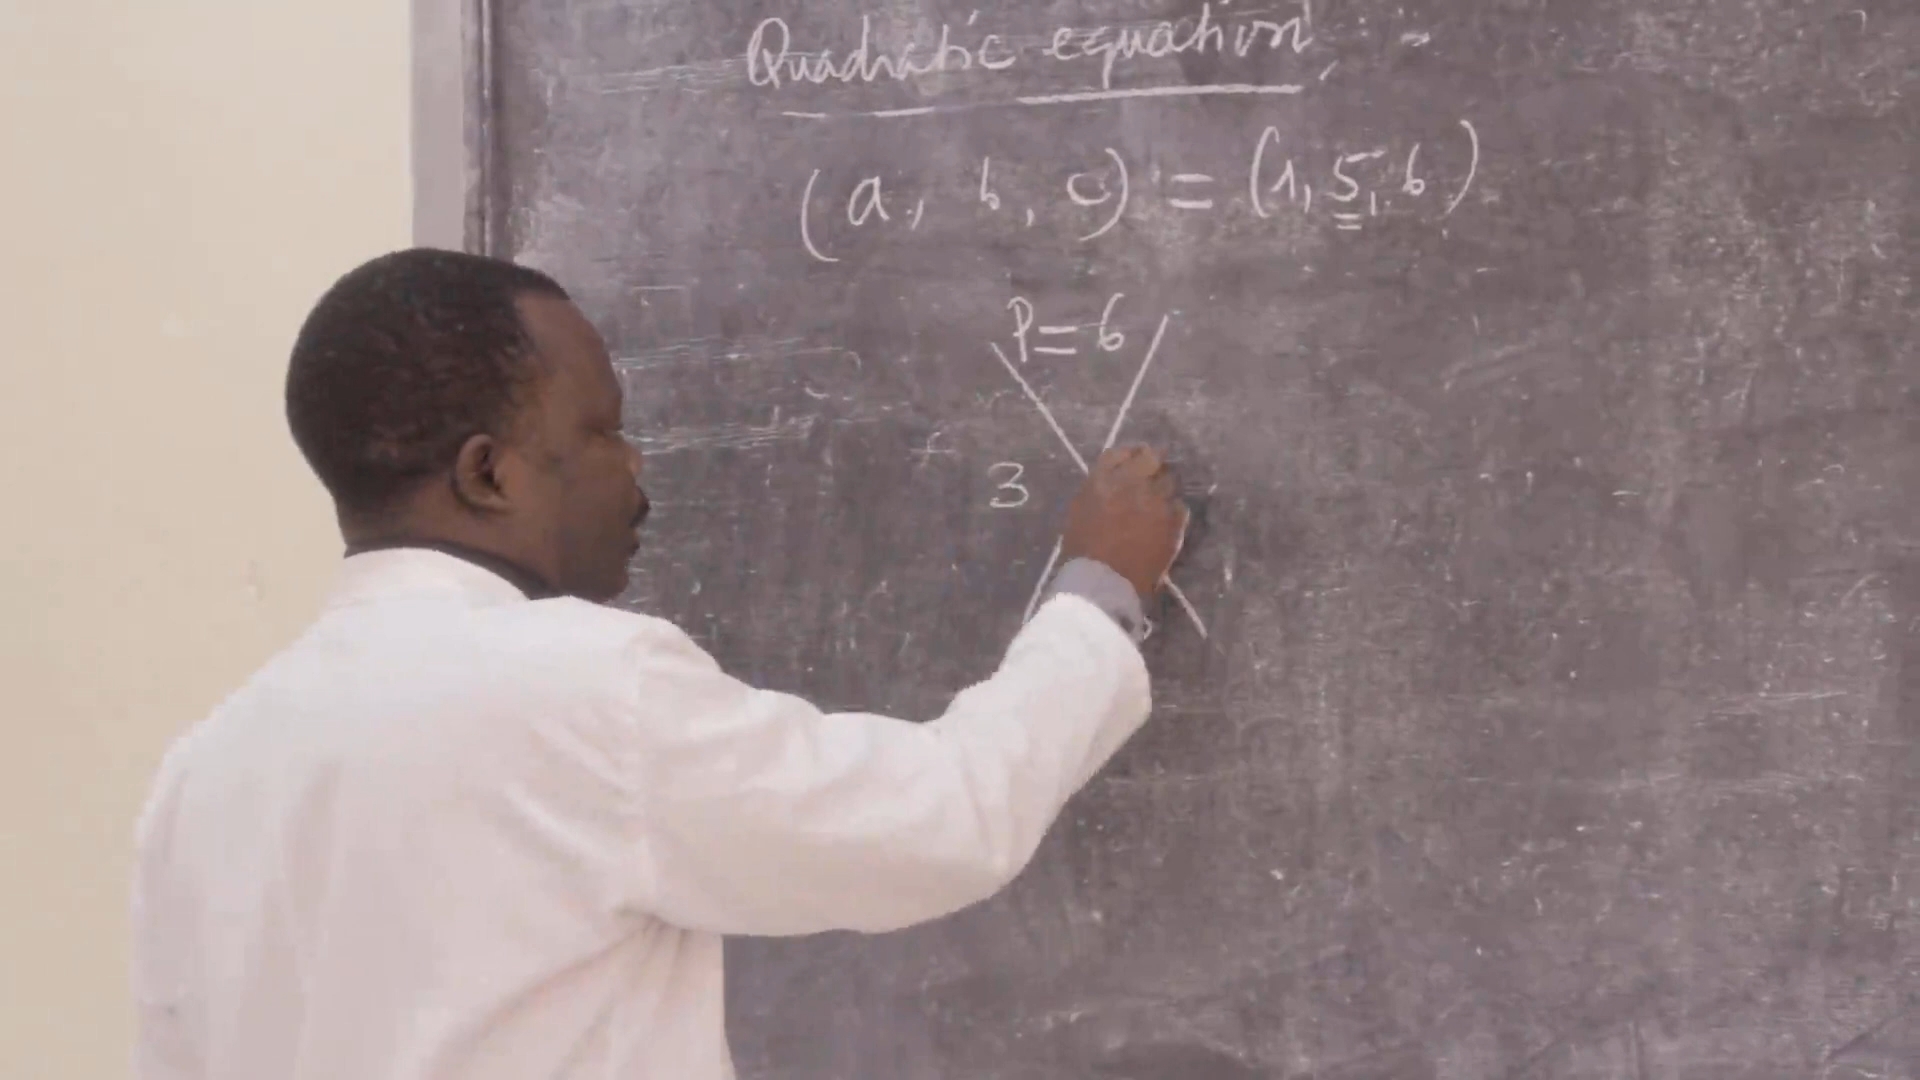 Quadratic equation
(a, b, c) = (1, 5, 6)
P = 6
3